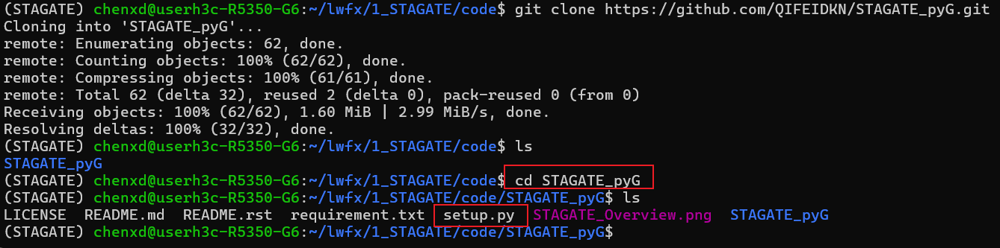 (STAGATE) chenxd@userh3c-R5350-G6:~/lwfx/1_STAGATE/code$ git clone https://github.com/QIFEIDKN/STAGATE_pyG.git
Cloning into 'STAGATE_pyG'...
remote: Enumerating objects: 62, done.
remote: Counting objects: 100% (62/62), done.
remote: Compressing objects: 100% (61/61), done.
remote: Total 62 (delta 32), reused 2 (delta 0), pack-reused 0 (from 0)
Receiving objects: 100% (62/62), 1.60 MiB | 2.99 MiB/s, done.
Resolving deltas: 100% (32/32), done.
(STAGATE) chenxd@userh3c-R5350-G6:~/lwfx/1_STAGATE/code$ ls
STAGATE_pyG
(STAGATE) chenxd@userh3c-R5350-G6:~/lwfx/1_STAGATE/code$ cd STAGATE_pyG
(STAGATE) chenxd@userh3c-R5350-G6:~/lwfx/1_STAGATE/code/STAGATE_pyG$ ls
LICENSE  README.md  README.rst  requirement.txt  setup.py  STAGATE_Overview.png  STAGATE_pyG
(STAGATE) chenxd@userh3c-R5350-G6:~/lwfx/1_STAGATE/code/STAGATE_pyG$